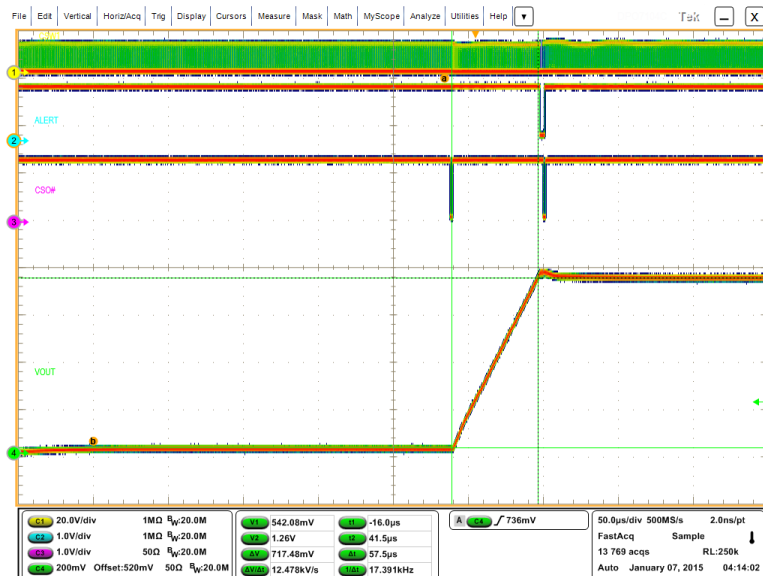 File Edit Vertical Horiz/Acq Trig Display Cursors Measure Mask Math MyScope Analyze Utilities Help Tek X
1
a
ALERT
2
CSO#
3
VOUT
b
4
C1 20.0V/div 1MΩ BW:20.0M
C2 1.0V/div 1MΩ BW:20.0M
C3 1.0V/div 50Ω BW:20.0M
C4 200mV Offset:520mV 50Ω BW:20.0M
V1 542.08mV t1 -16.0µs
V2 1.26V t2 41.5µs
ΔV 717.48mV Δt 57.5µs
ΔV/Δt 12.478kV/s 1/Δt 17.391kHz
A C4 736mV
50.0µs/div 500MS/s 2.0ns/pt
FastAcq Sample
13 769 acqs RL:250k
Auto January 07, 2015 04:14:02